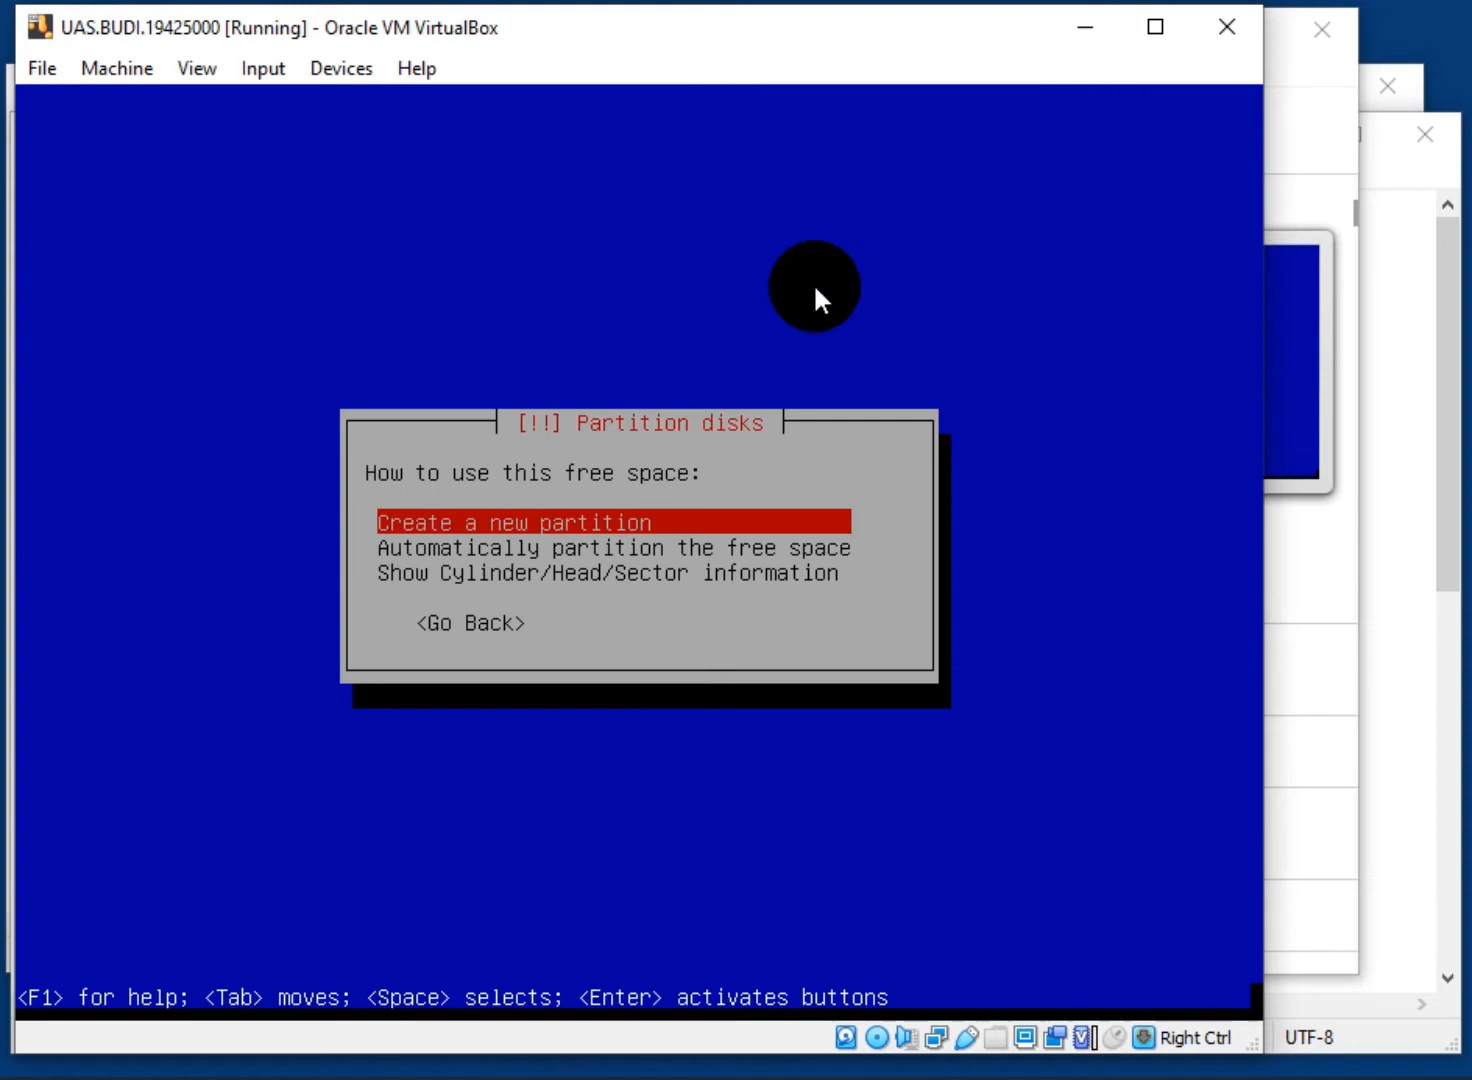 UAS.BUDI.19425000 [Running] - Oracle VM VirtualBox
File Machine View Input Devices Help
[!!] Partition disks
How to use this free space:
Create a new partition
Automatically partition the free space
Show Cylinder/Head/Sector information
<Go Back>
<F1> for help; <Tab> moves; <Space> selects; <Enter> activates buttons
Right Ctrl
UTF-8